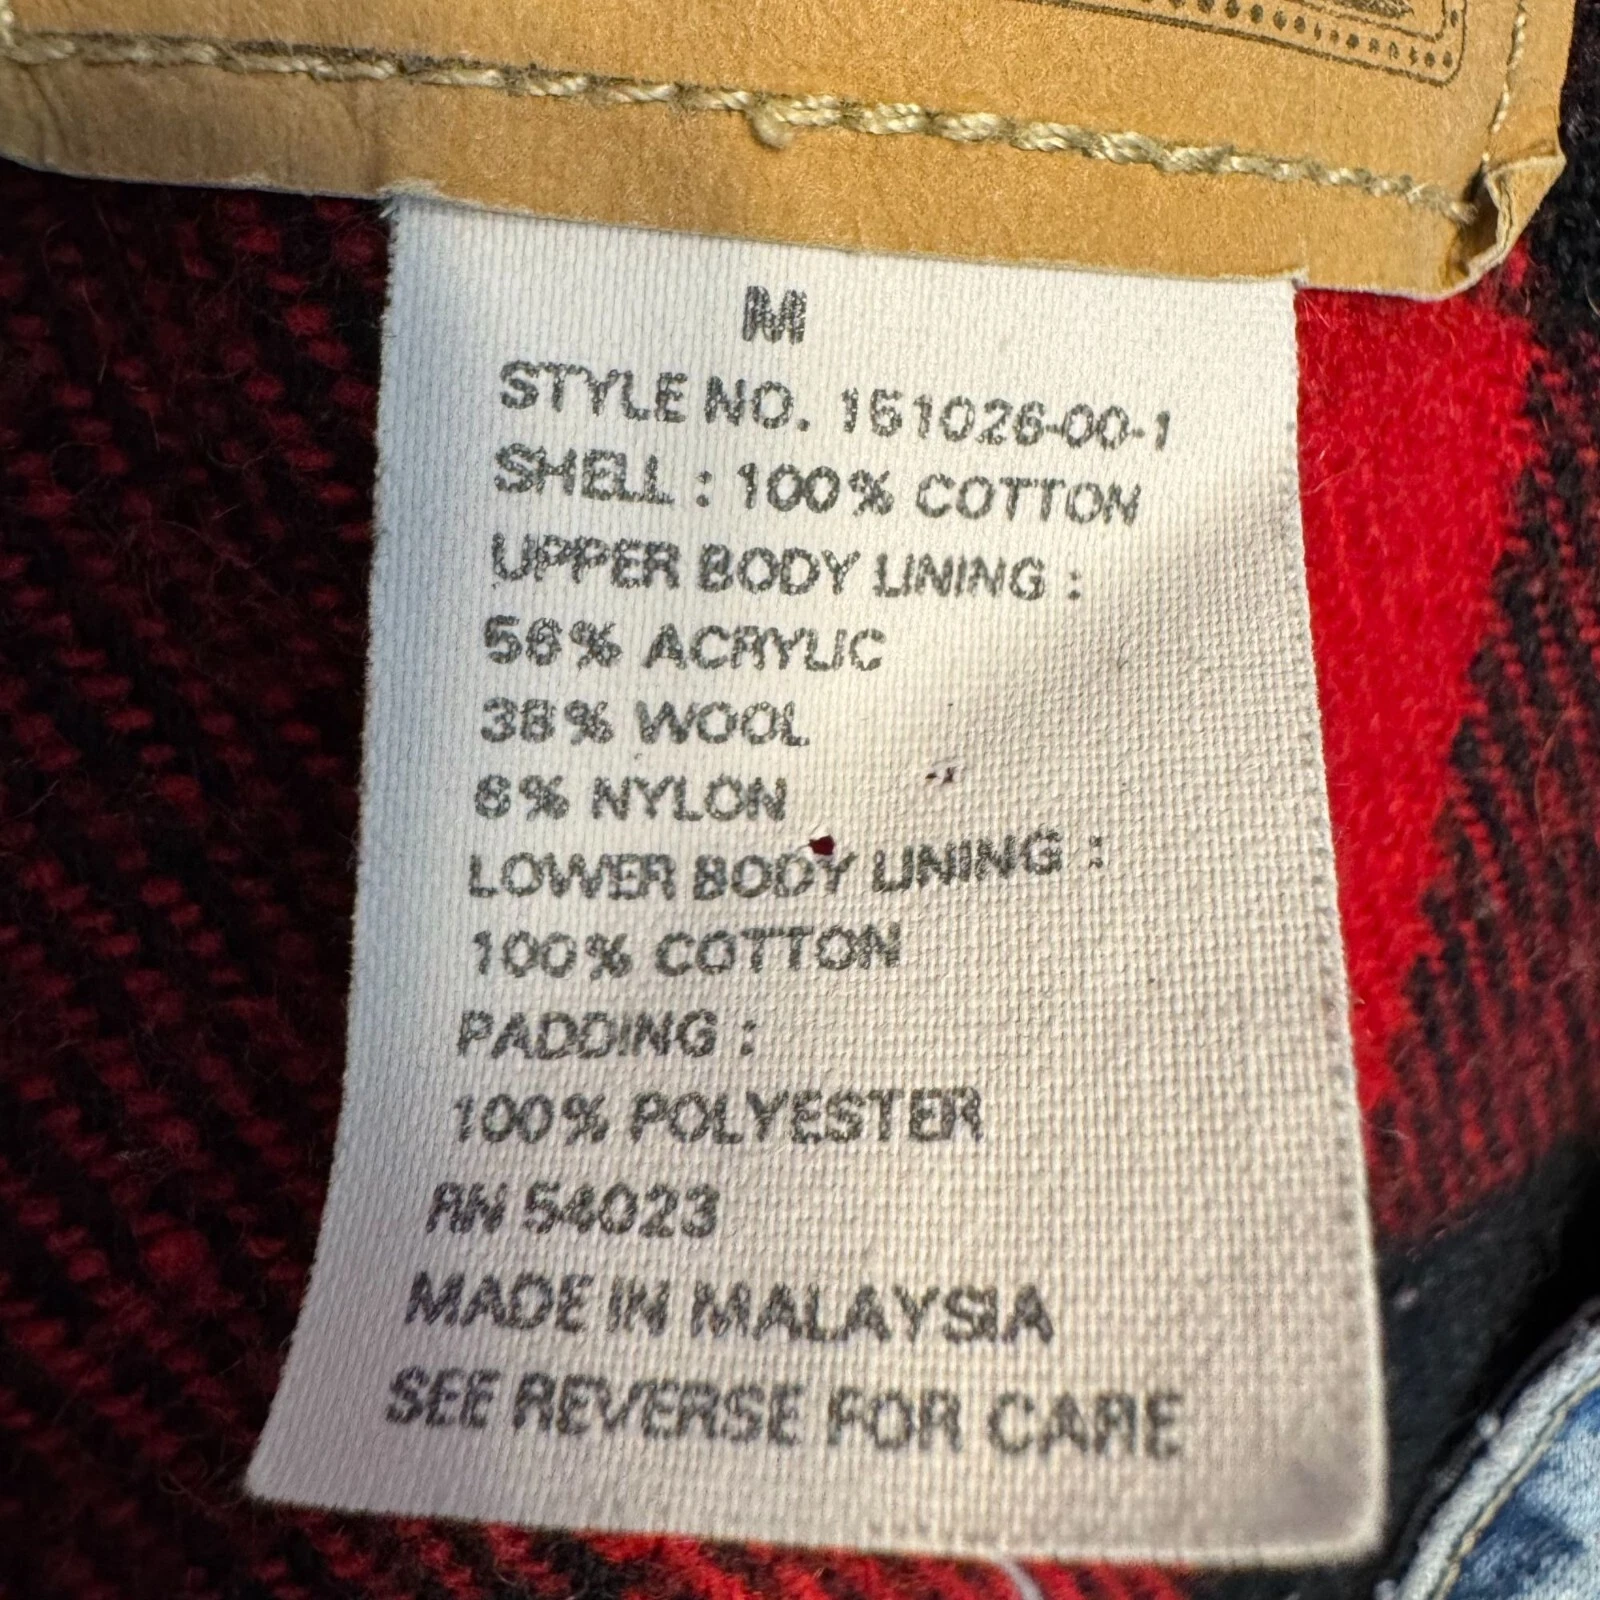 M
STYLE NO. 151026-00-1
SHELL : 100% COTTON
UPPER BODY LINING :
56% ACRYLIC
38% WOOL
6% NYLON
LOWER BODY LINING :
100% COTTON
PADDING :
100% POLYESTER
RN 54023
MADE IN MALAYSIA
SEE REVERSE FOR CARE